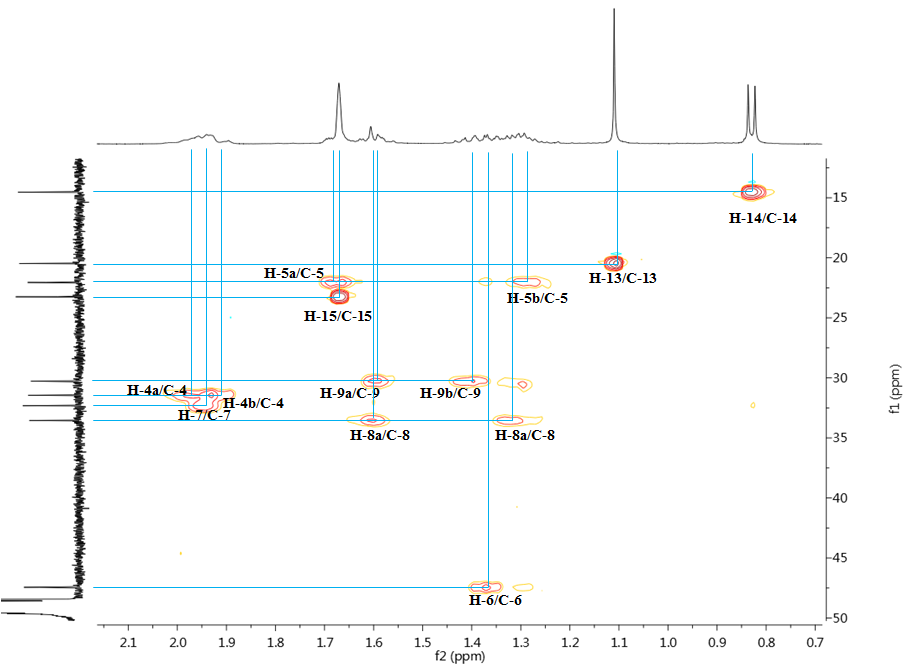 15
H-14/C-14
20
H-5a/C-5
H-13/C-13
H-5b/C-5
H-15/C-15
25
30
H-4a/C-4
H-9a/C-9
H-9b/C-9
H-4b/C-4
H-7/C-7
f1 (ppm)
35
H-8a/C-8
H-8a/C-8
40
45
H-6/C-6
50
2.1 2.0 1.9 1.8 1.7 1.6 1.5 1.4 1.3 1.2 1.1 1.0 0.9 0.8 0.7
f2 (ppm)